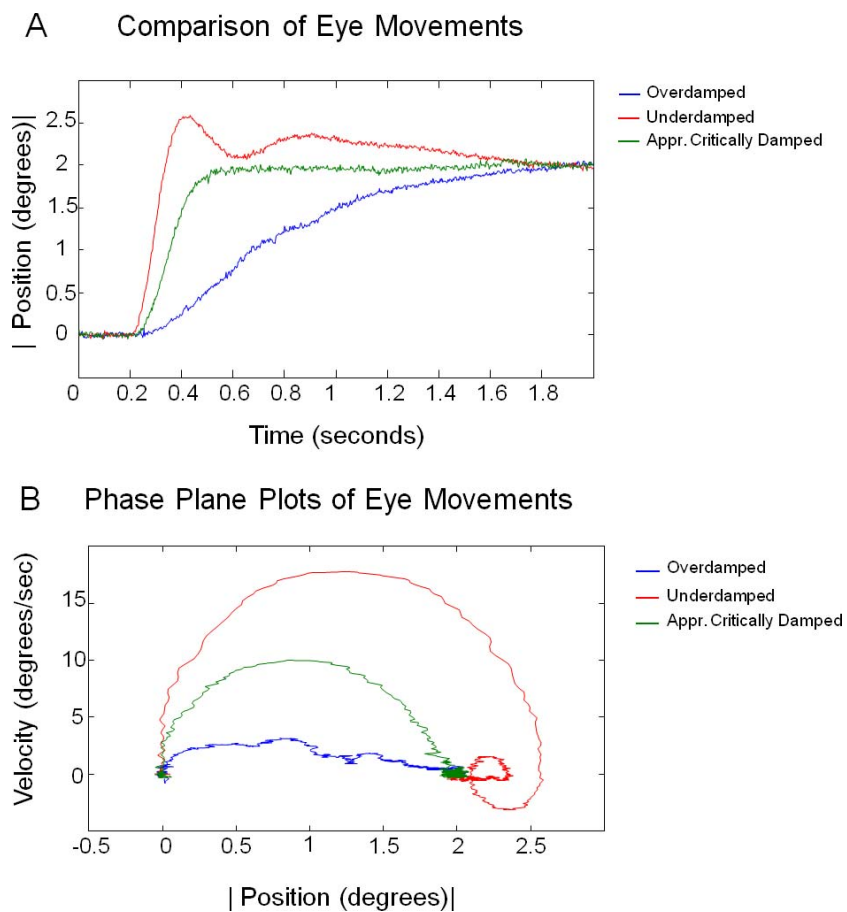 A Comparison of Eye Movements
Overdamped
Underdamped
Appr. Critically Damped
| Position (degrees)|
2.5
2
1.5
1
0.5
0
0 0.2 0.4 0.6 0.8 1 1.2 1.4 1.6 1.8
Time (seconds)
B Phase Plane Plots of Eye Movements
Overdamped
Underdamped
Appr. Critically Damped
Velocity (degrees/sec)
15
10
5
0
-0.5 0 0.5 1 1.5 2 2.5
| Position (degrees)|